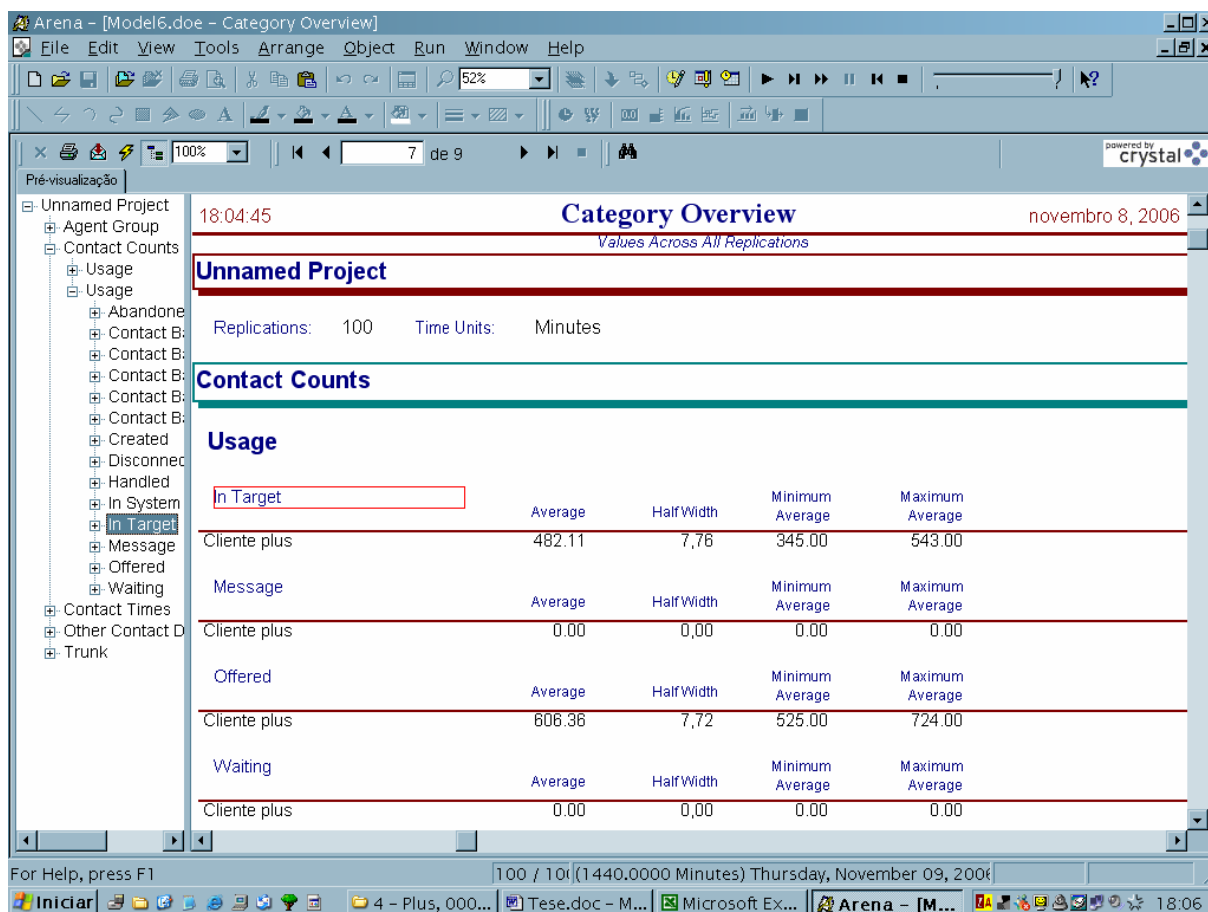 Arena - [Model6.doe - Category Overview]
File Edit View Tools Arrange Object Run Window Help
52%
100% 7 de 9
powered by crystal
Pré-visualização
Unnamed Project
Agent Group
Contact Counts
Usage
Usage
Abandone
Contact Ba
Contact Ba
Contact Ba
Contact Ba
Contact Ba
Created
Disconnec
Handled
In System
In Target
Message
Offered
Waiting
Contact Times
Other Contact D
Trunk
18:04:45 Category Overview novembro 8, 2006
Values Across All Replications
Unnamed Project
Replications: 100 Time Units: Minutes
Contact Counts
Usage
In Target Average Half Width Minimum Average Maximum Average
Cliente plus 482.11 7,76 345.00 543.00
Message Average Half Width Minimum Average Maximum Average
Cliente plus 0.00 0,00 0.00 0.00
Offered Average Half Width Minimum Average Maximum Average
Cliente plus 606.36 7,72 525.00 724.00
Waiting Average Half Width Minimum Average Maximum Average
Cliente plus 0.00 0,00 0.00 0.00
For Help, press F1 100 / 10 (1440.0000 Minutes) Thursday, November 09, 200
Iniciar 4 - Plus, 000... Tese.doc - M... Microsoft Ex... Arena - [M... 18:06